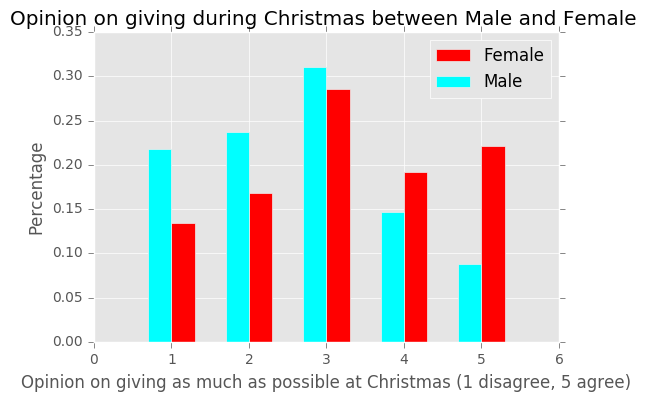 Opinion on giving during Christmas between Male and Female
0.35
0.30
0.25
0.20
0.15
0.10
0.05
0.00
Percentage
Female
Male
0 1 2 3 4 5 6
Opinion on giving as much as possible at Christmas (1 disagree, 5 agree)